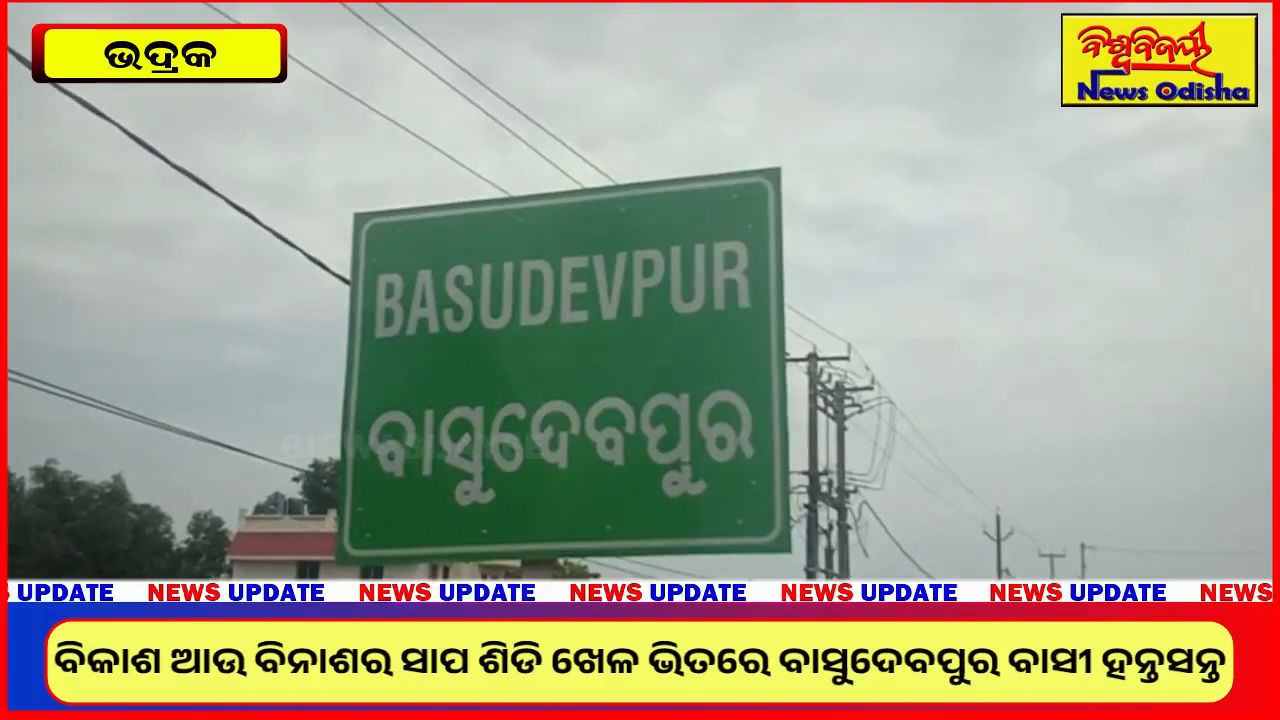 ଭଦ୍ରକ
ବିଶ୍ୱବିଜୟୀ
News Odisha
BASUDEVPUR
ବାସୁଦେବପୁର
UPDATE NEWS UPDATE NEWS UPDATE NEWS UPDATE NEWS UPDATE NEWS UPDATE NEWS
ବିକାଶ ଆଉ ବିନାଶର ସାପ ଶିଡି ଖେଳ ଭିତରେ ବାସୁଦେବପୁର ବାସୀ ହନ୍ତସନ୍ତ